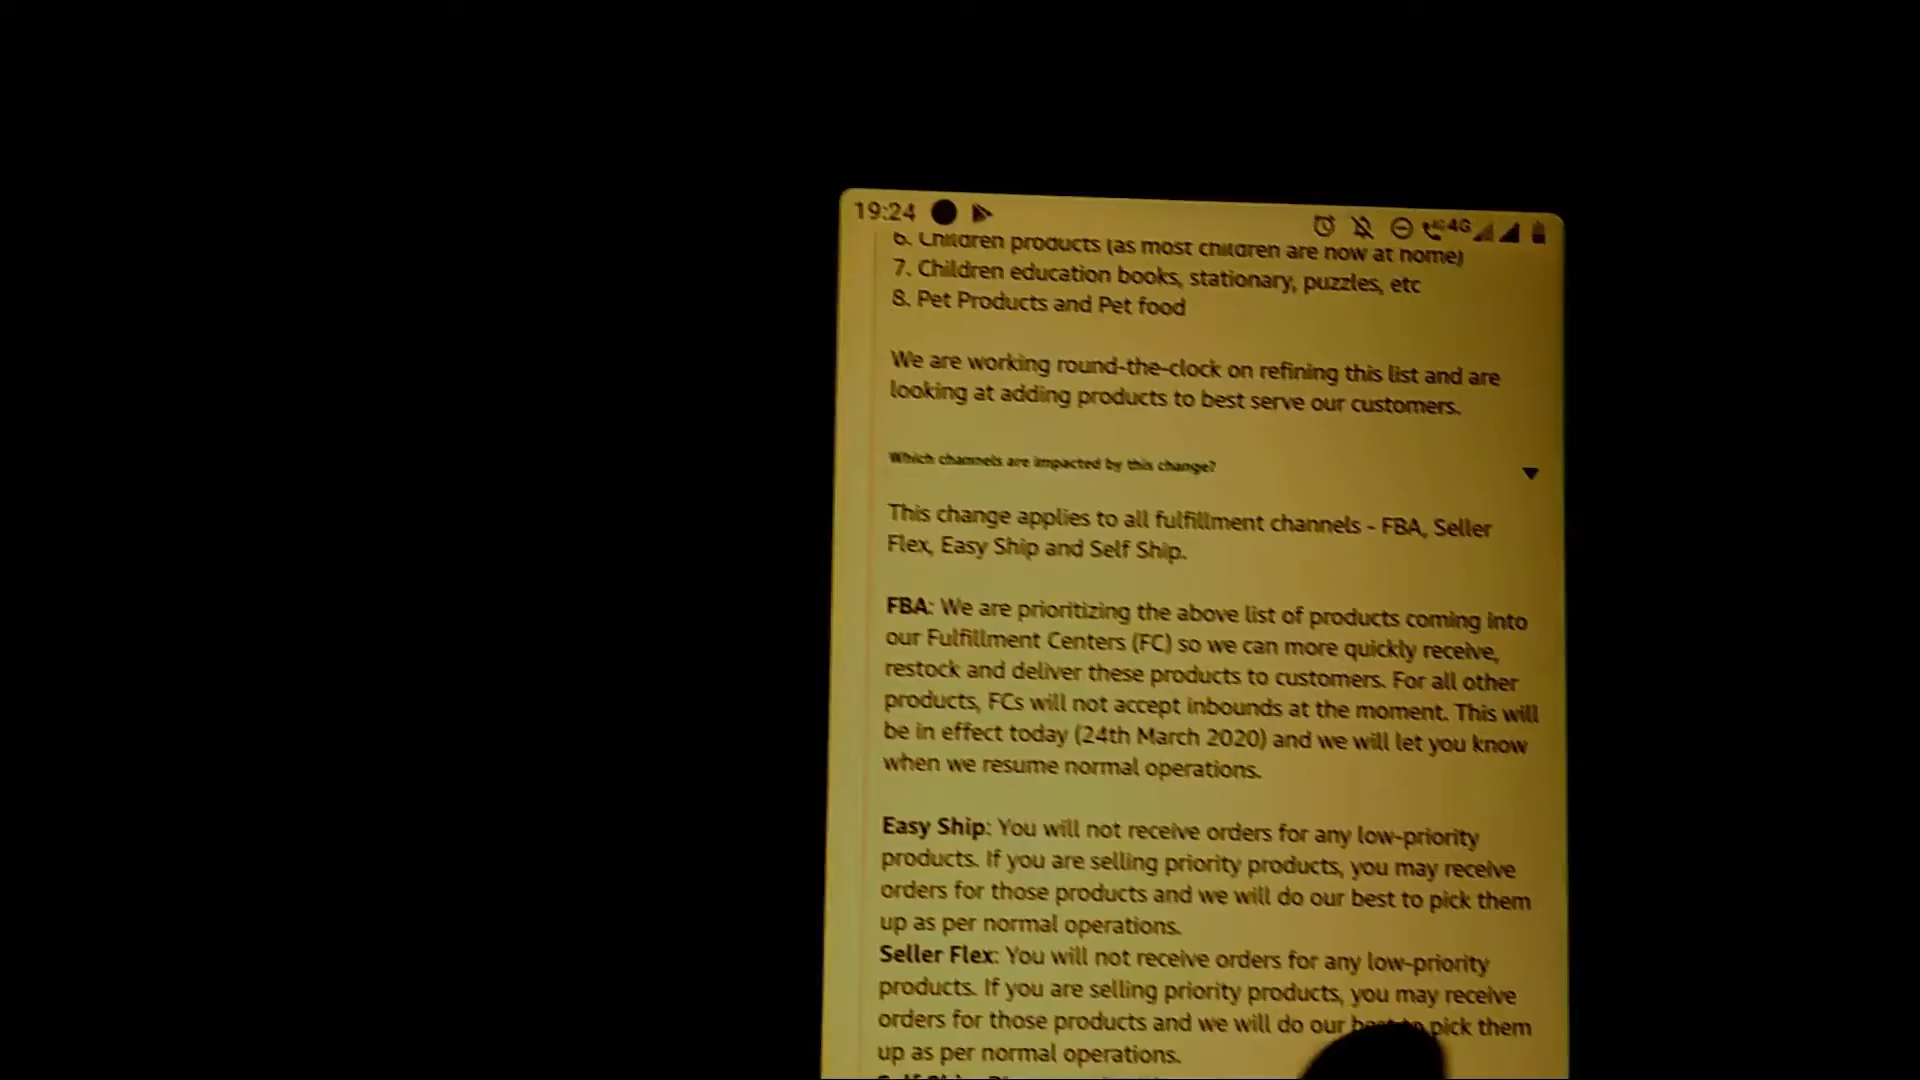 19:24
4G
6. Children products (as most children are now at home)
7. Children education books, stationary, puzzles, etc
8. Pet Products and Pet food
We are working round-the-clock on refining this list and are
looking at adding products to best serve our customers.
Which channels are impacted by this change?
This change applies to all fulfillment channels - FBA, Seller
Flex, Easy Ship and Self Ship.
FBA: We are prioritizing the above list of products coming into
our Fulfillment Centers (FC) so we can more quickly receive,
restock and deliver these products to customers. For all other
products, FCs will not accept inbounds at the moment. This will
be in effect today (24th March 2020) and we will let you know
when we resume normal operations.
Easy Ship: You will not receive orders for any low-priority
products. If you are selling priority products, you may receive
orders for those products and we will do our best to pick them
up as per normal operations.
Seller Flex: You will not receive orders for any low-priority
products. If you are selling priority products, you may receive
orders for those products and we will do our best to pick them
up as per normal operations.